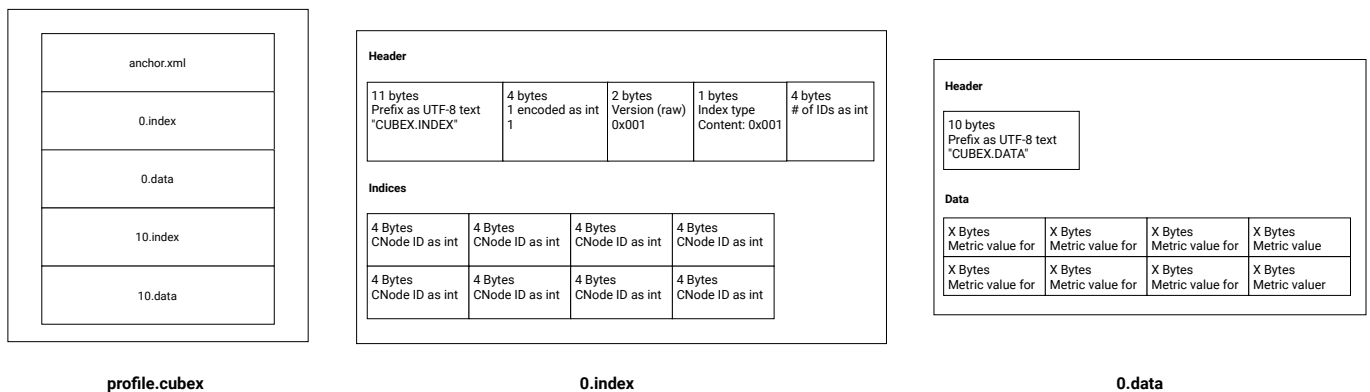 anchor.xml
0.index
0.data
10.index
10.data
profile.cubex
Header
11 bytes
Prefix as UTF-8 text
"CUBEX.INDEX"
4 bytes
1 encoded as int
1
2 bytes
Version (raw)
0x001
1 bytes
Index type
Content: 0x001
4 bytes
# of IDs as int
Indices
4 Bytes
CNode ID as int
4 Bytes
CNode ID as int
4 Bytes
CNode ID as int
4 Bytes
CNode ID as int
4 Bytes
CNode ID as int
4 Bytes
CNode ID as int
4 Bytes
CNode ID as int
4 Bytes
CNode ID as int
0.index
Header
10 bytes
Prefix as UTF-8 text
"CUBEX.DATA"
Data
X Bytes
Metric value for
X Bytes
Metric value for
X Bytes
Metric value for
X Bytes
Metric value
X Bytes
Metric value for
X Bytes
Metric value for
X Bytes
Metric value for
X Bytes
Metric valuer
0.data